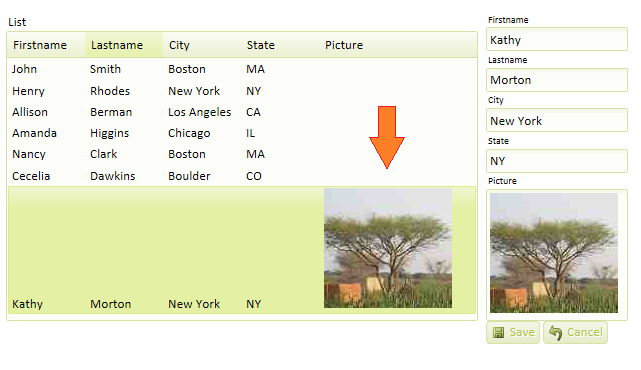 List
Firstname Lastname City State Picture
John Smith Boston MA
Henry Rhodes New York NY
Allison Berman Los Angeles CA
Amanda Higgins Chicago IL
Nancy Clark Boston MA
Cecelia Dawkins Boulder CO
Kathy Morton New York NY
Firstname
Kathy
Lastname
Morton
City
New York
State
NY
Picture
Save Cancel